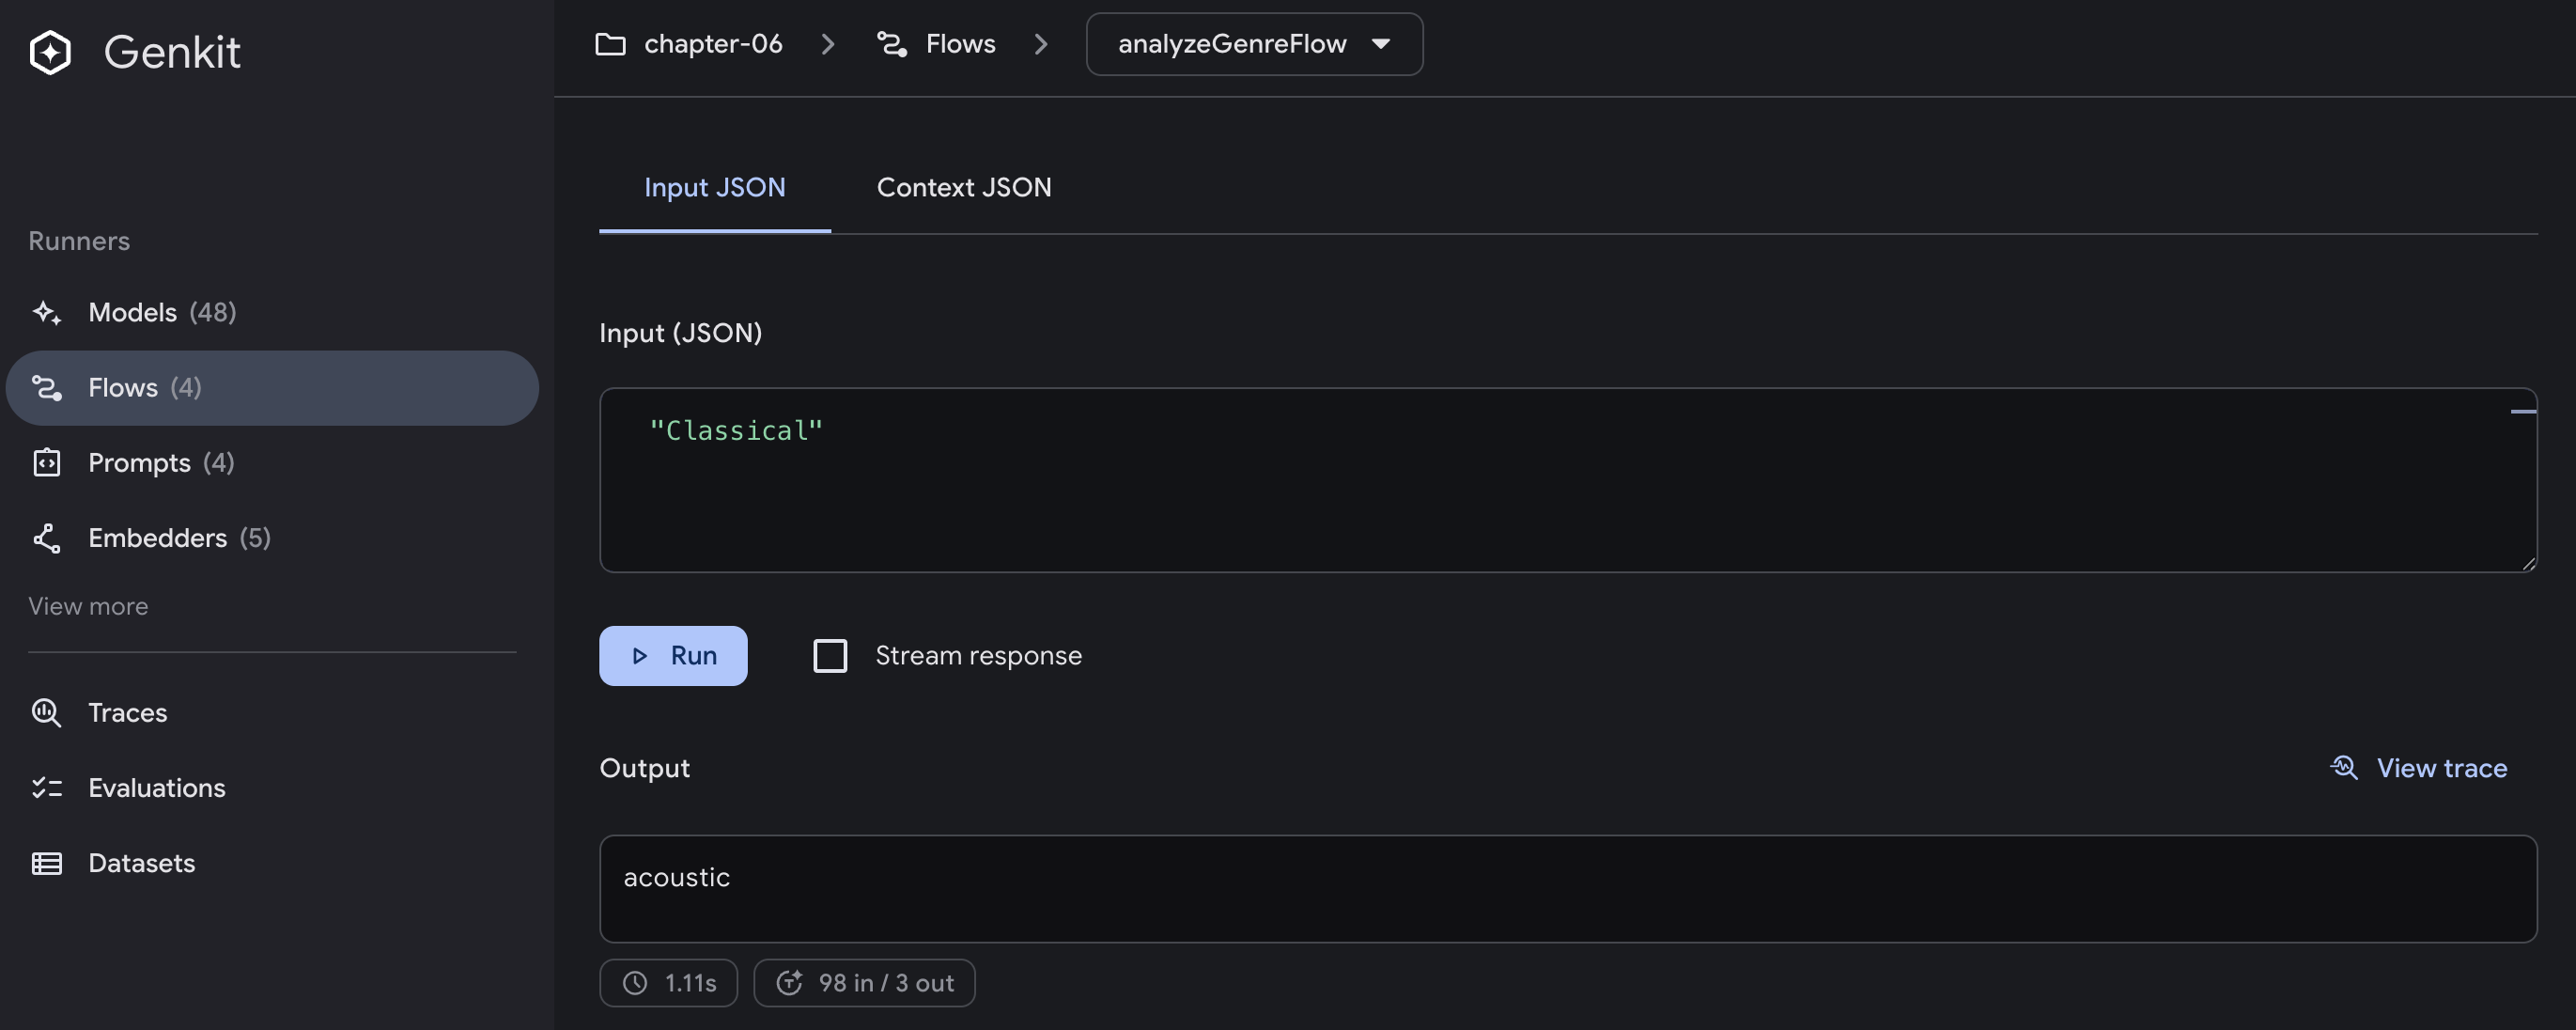 Genkit
Runners
Models (48)
Flows (4)
Prompts (4)
Embedders (5)
View more
Traces
Evaluations
Datasets
chapter-06 > Flows > analyzeGenreFlow
Input JSON Context JSON
Input (JSON)
"Classical"
Run Stream response
Output View trace
acoustic
1.11s 98 in / 3 out